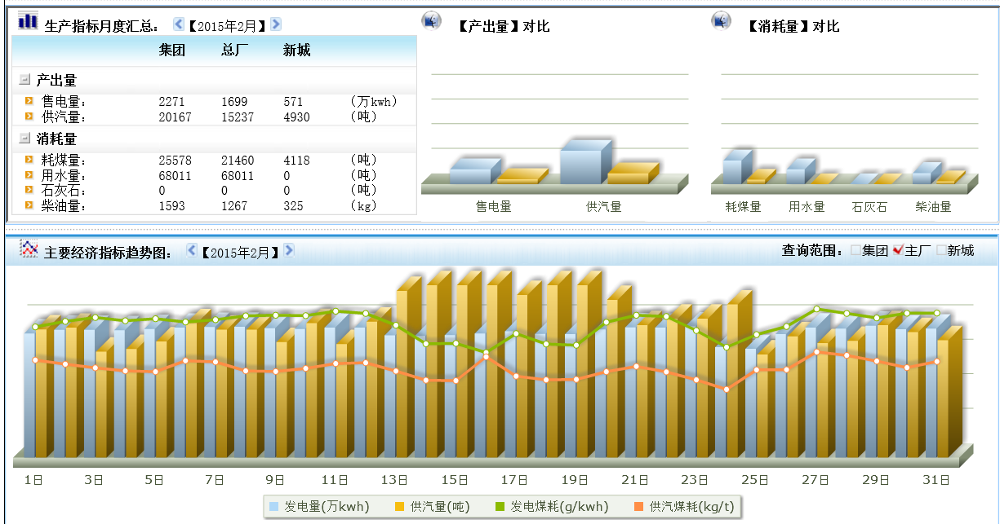 生产指标月度汇总： 【2015年2月】
集团 总厂 新城
产出量
售电量： 2271 1699 571 （万kwh）
供汽量： 20167 15237 4930 （吨）
消耗量
耗煤量： 25578 21460 4118 （吨）
用水量： 68011 68011 0 （吨）
石灰石： 0 0 0 （吨）
柴油量： 1593 1267 325 （kg）
【产出量】对比
售电量 供汽量
【消耗量】对比
耗煤量 用水量 石灰石 柴油量
主要经济指标趋势图： 【2015年2月】 查询范围： 集团 主厂 新城
1日 3日 5日 7日 9日 11日 13日 15日 17日 19日 21日 23日 25日 27日 29日 31日
发电量(万kwh) 供汽量(吨) 发电煤耗(g/kwh) 供汽煤耗(kg/t)